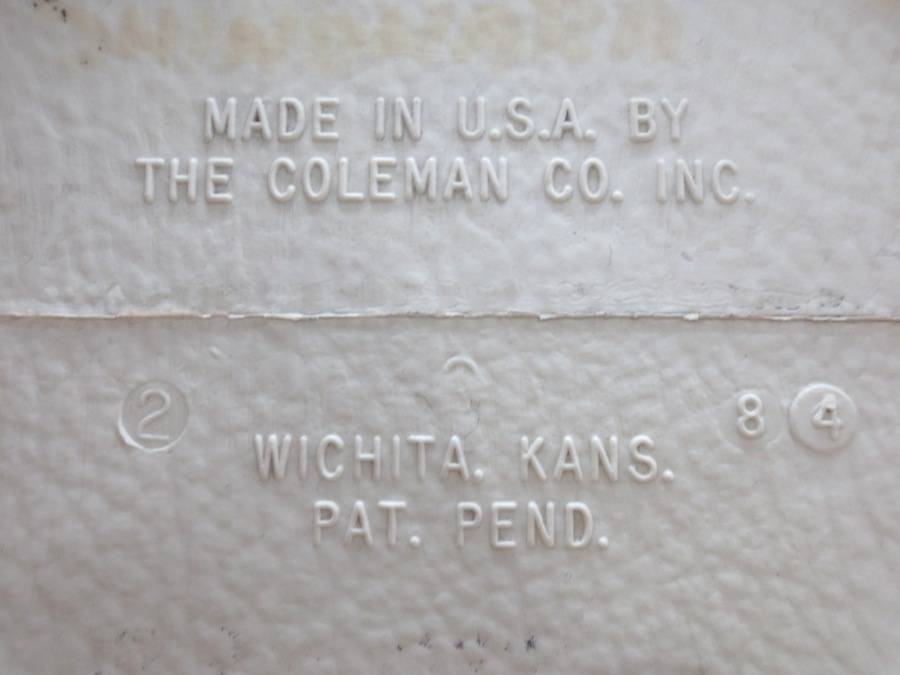 MADE IN U.S.A. BY
THE COLEMAN CO. INC.
2
8 4
WICHITA. KANS.
PAT. PEND.